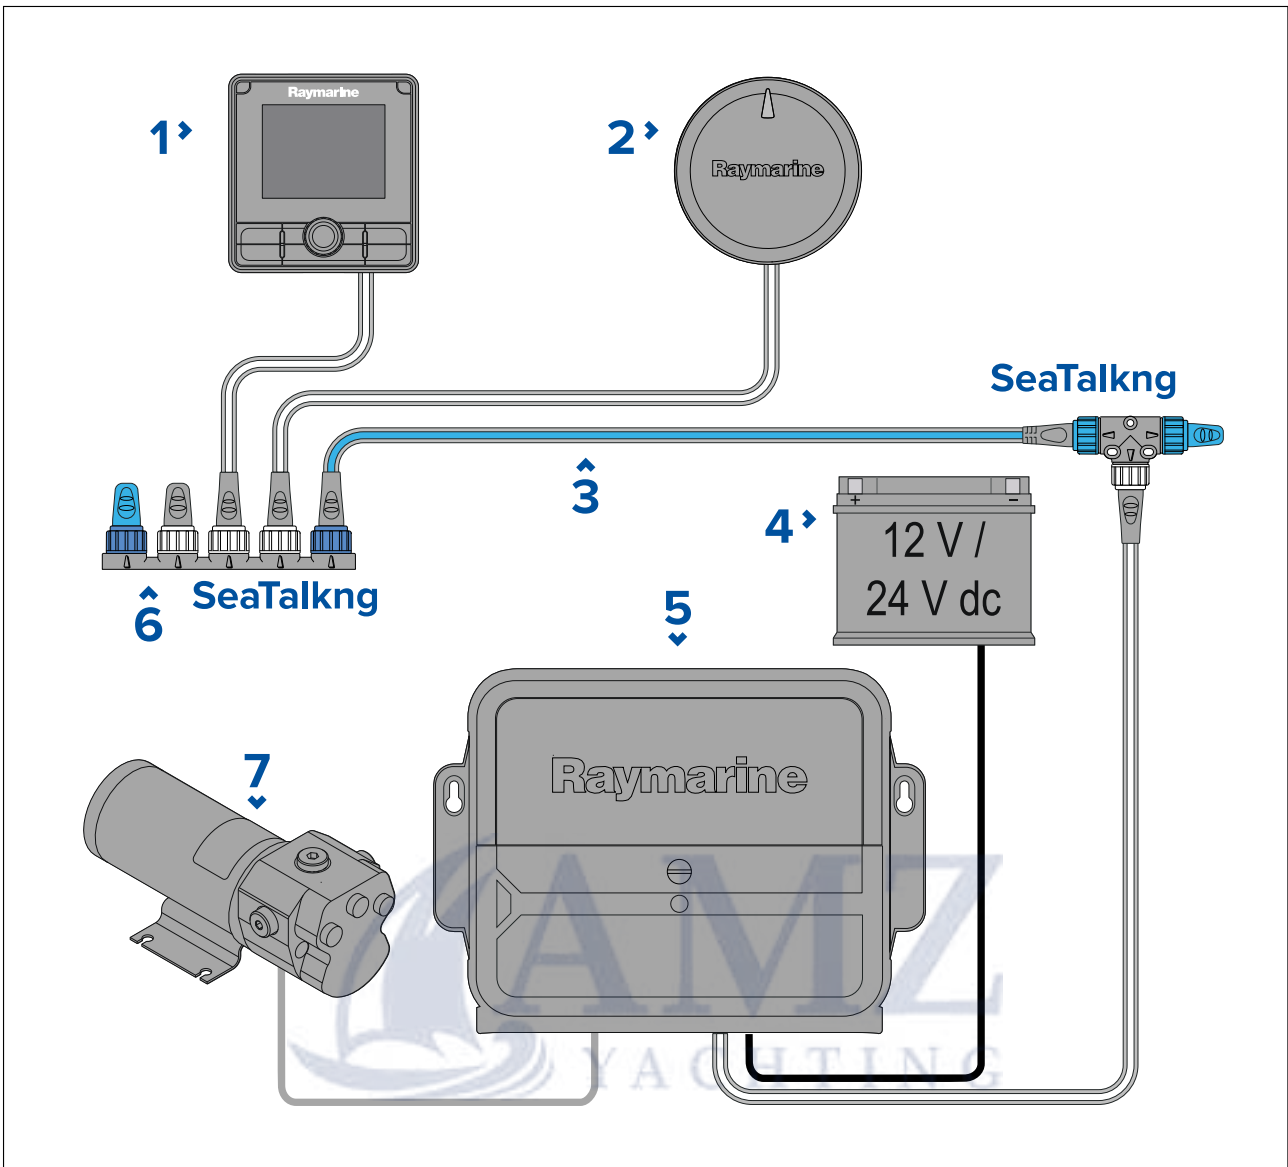 Raymarine
1
2
Raymarine
SeaTalkng
3
4
+ −
12 V /
24 V dc
6
SeaTalkng
5
7
Raymarine
AMZ
YACHTING